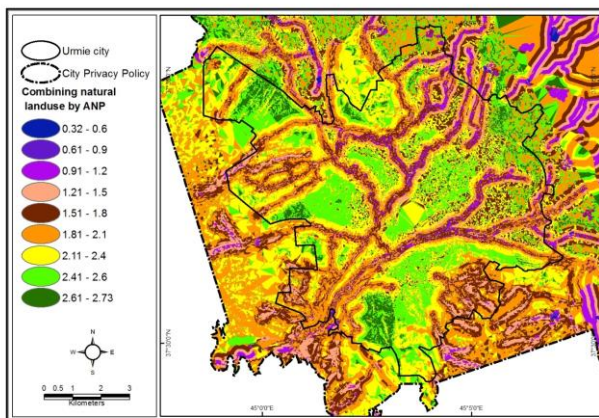 Urmie city
City Privacy Policy
Combining natural
landuse by ANP
0.32 - 0.6
0.61 - 0.9
0.91 - 1.2
1.21 - 1.5
1.51 - 1.8
1.81 - 2.1
2.11 - 2.4
2.41 - 2.6
2.61 - 2.73
N
W
E
S
0 0.5 1 2 3
Kilometers
37°30'0"N
45°0'0"E
45°5'0"E